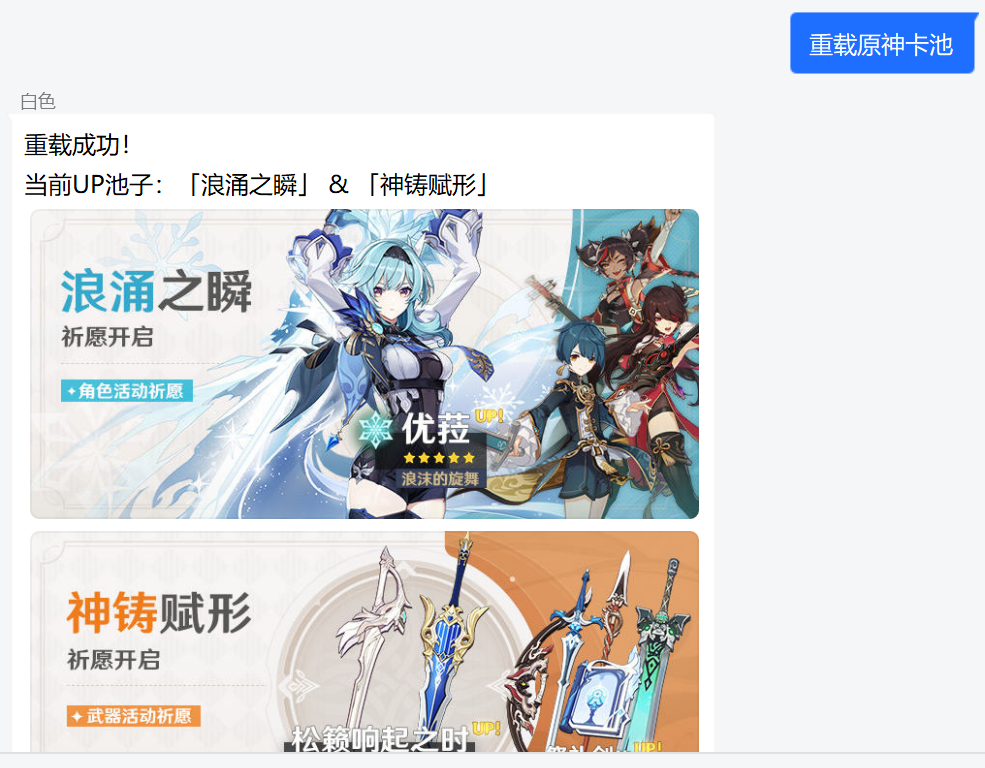 重载原神卡池
白色
重载成功！
当前UP池子：「浪涌之瞬」 & 「神铸赋形」
浪涌之瞬
祈愿开启
角色活动祈愿
优菈 UP!
浪沫的旋舞
神铸赋形
祈愿开启
武器活动祈愿
松籁响起之时 UP!
UP!